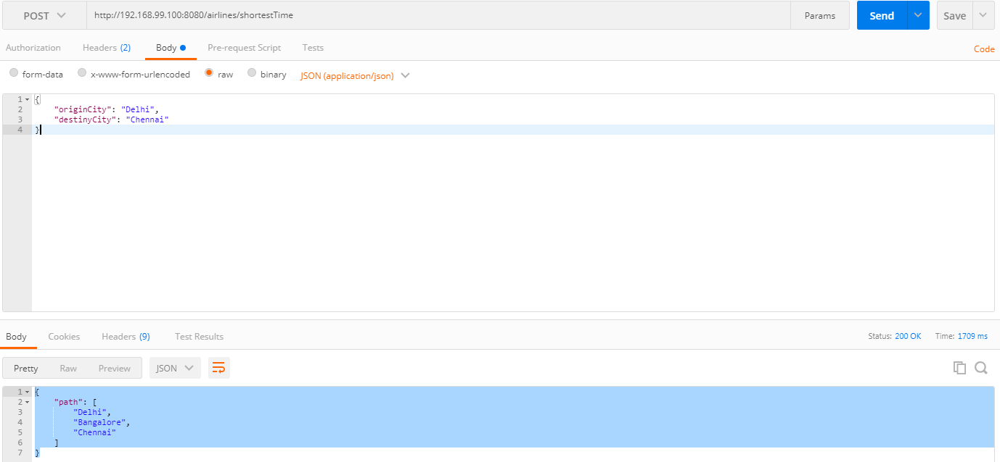 POST http://192.168.99.100:8080/airlines/shortestTime Params Send Save
Authorization Headers (2) Body Pre-request Script Tests Code
form-data x-www-form-urlencoded raw binary JSON (application/json)
1 {
2 "originCity": "Delhi",
3 "destinyCity": "Chennai"
4 }
Body Cookies Headers (9) Test Results Status: 200 OK Time: 1709 ms
Pretty Raw Preview JSON
1 {
2 "path": [
3 "Delhi",
4 "Bangalore",
5 "Chennai"
6 ]
7 }